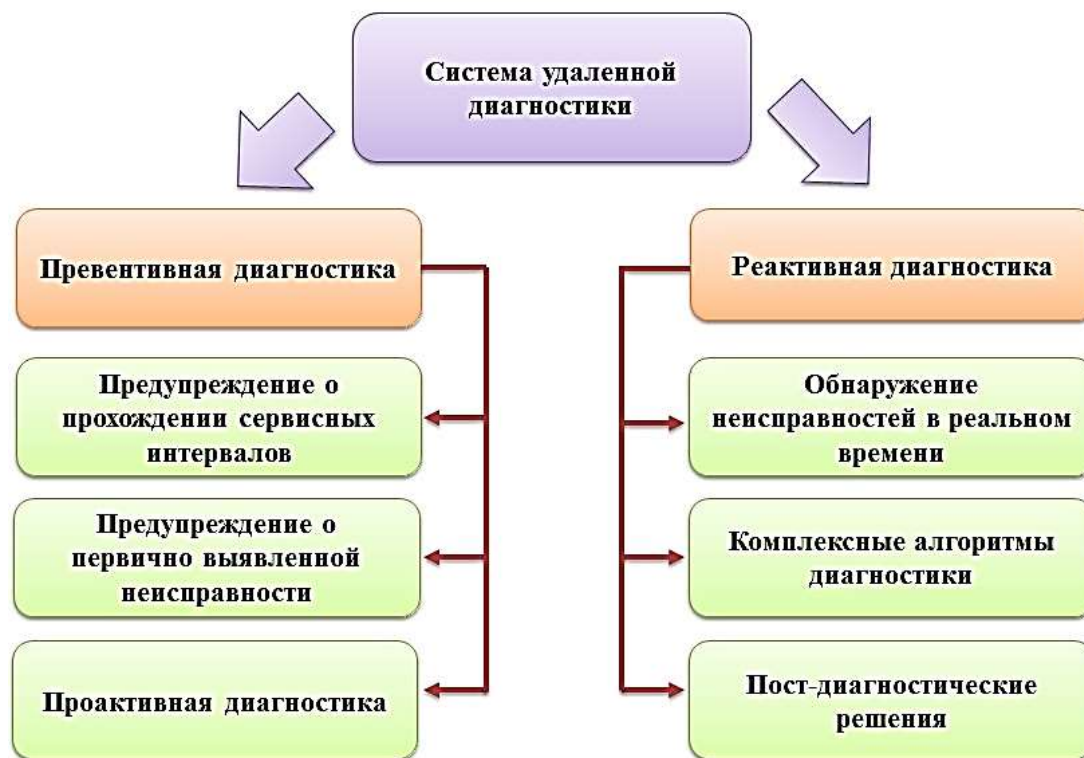 Система удаленной
диагностики
Превентивная диагностика
Предупреждение о
прохождении сервисных
интервалов
Предупреждение о
первично выявленной
неисправности
Проактивная диагностика
Реактивная диагностика
Обнаружение
неисправностей в реальном
времени
Комплексные алгоритмы
диагностики
Пост-диагностические
решения